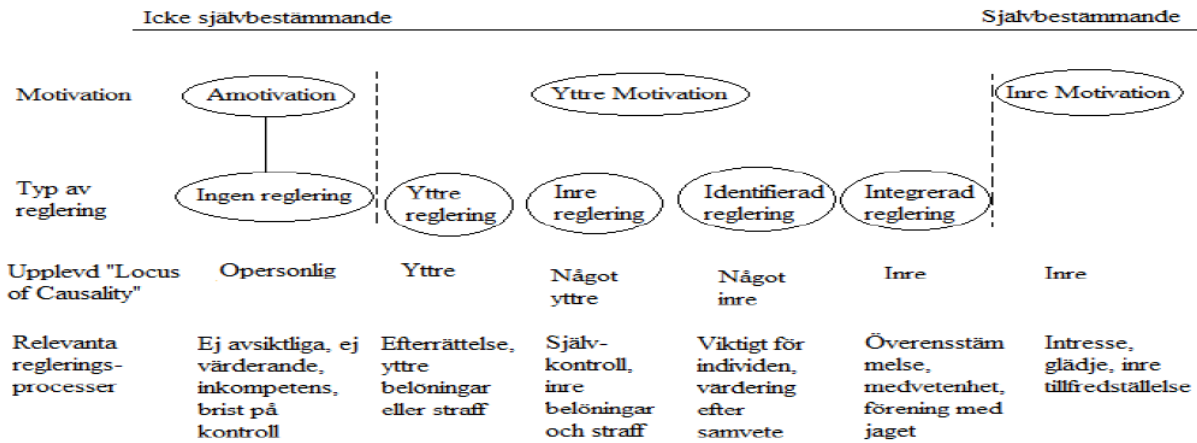 Icke självbestämmande Självbestämmande
Motivation Amotivation Yttre Motivation Inre Motivation
Typ av
reglering
Ingen reglering
Yttre
reglering
Inre
reglering
Identifierad
reglering
Integrerad
reglering
Upplevd "Locus
of Causality"
Opersonlig
Yttre
Något
yttre
Något
inre
Inre
Inre
Relevanta
reglerings-
processer
Ej avsiktliga, ej
värderande,
inkompetens,
brist på
kontroll
Efterrättelse,
yttre
belöningar
eller straff
Själv-
kontroll,
inre
belöningar
och straff
Viktigt för
individen,
värdering
efter
samvete
Överensstäm
melse,
medvetenhet,
förening med
jaget
Intresse,
glädje, inre
tillfredställelse